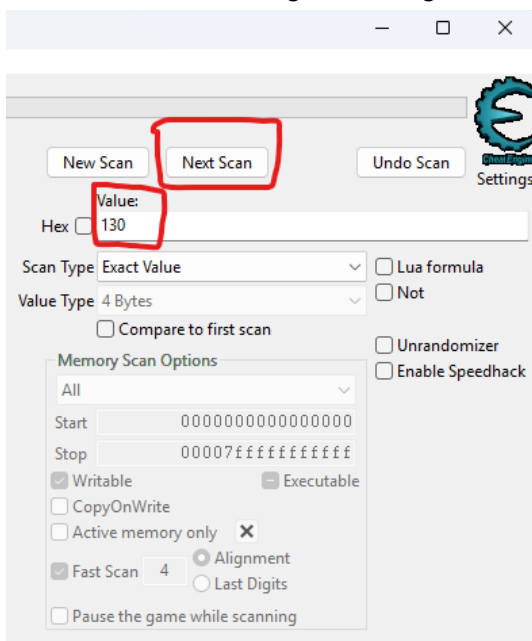 New Scan Next Scan Undo Scan
Cheat Engine
Settings
Value:
Hex 130
Scan Type Exact Value Lua formula
Value Type 4 Bytes Not
Compare to first scan
Unrandomizer
Memory Scan Options
Enable Speedhack
All
Start 0000000000000000
Stop 00007fffffffffff
Writable Executable
CopyOnWrite
Active memory only
Fast Scan 4 Alignment
Last Digits
Pause the game while scanning